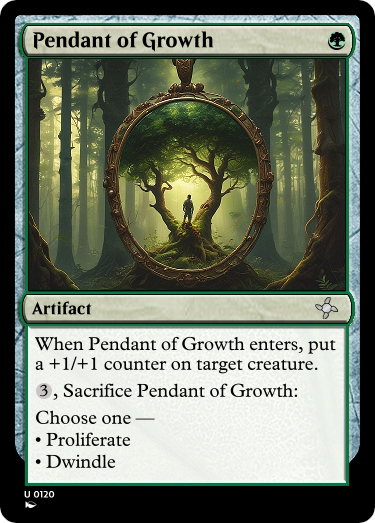 Pendant of Growth
Artifact
When Pendant of Growth enters, put
a +1/+1 counter on target creature.
3, Sacrifice Pendant of Growth:
Choose one —
• Proliferate
• Dwindle
U 0120